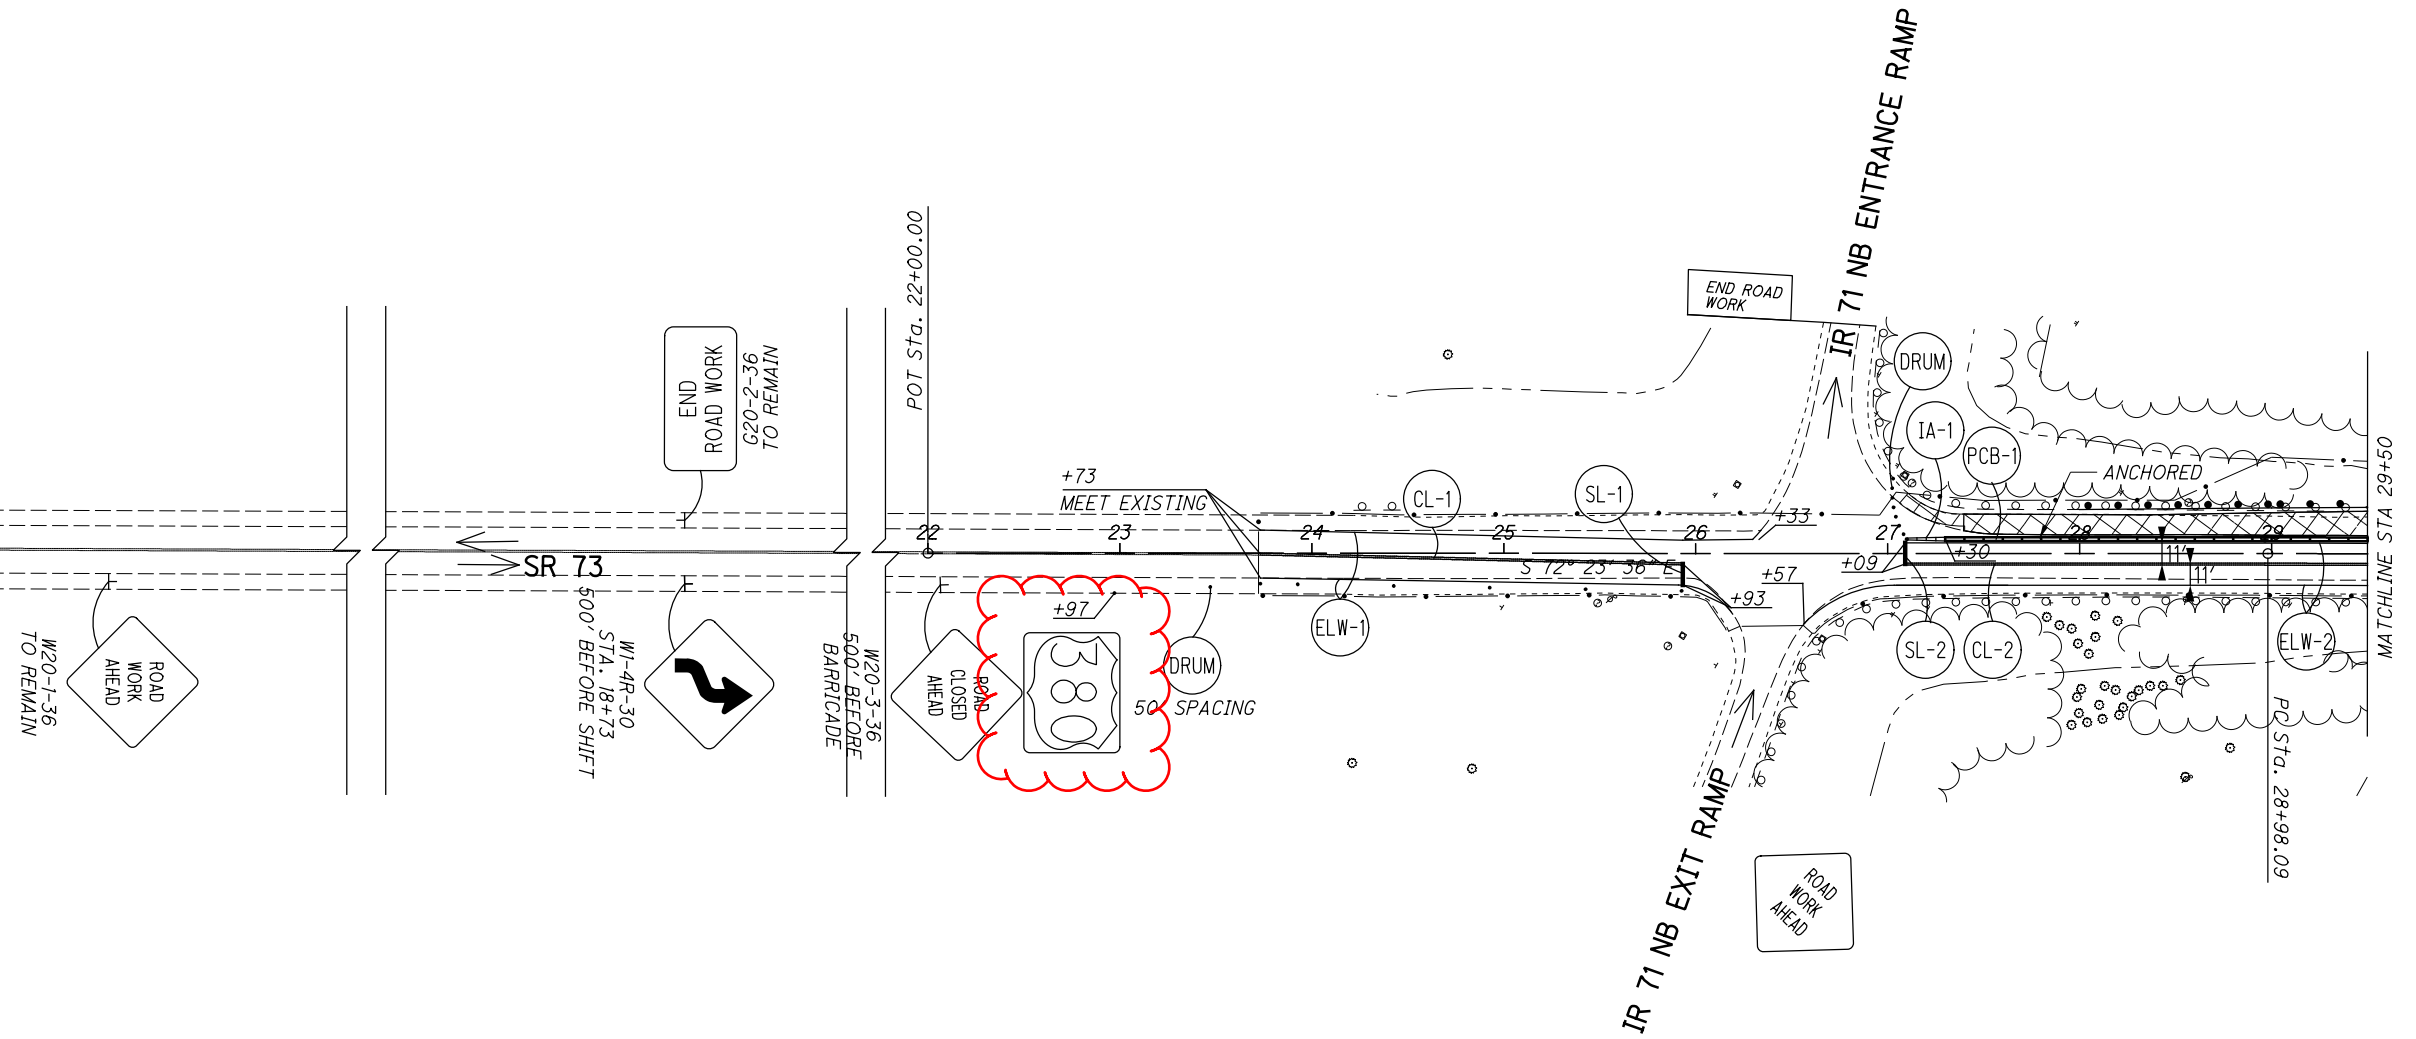 W20-1-36
TO REMAIN
ROAD
WORK
AHEAD
END
ROAD WORK
G20-2-36
TO REMAIN
SR 73
W1-4R-30
STA. 18+73
500' BEFORE SHIFT
W20-3-36
500' BEFORE
BARRICADE
ROAD
CLOSED
AHEAD
POT Sta. 22+00.00
22
23
24
25
26
27
28
29
+97
380
DRUM
50' SPACING
+73
MEET EXISTING
CL-1
SL-1
ELW-1
S 72° 23' 36" E
+33
+57
+93
+09
+30
END ROAD
WORK
IR 71 NB ENTRANCE RAMP
IR 71 NB EXIT RAMP
DRUM
IA-1
PCB-1
ANCHORED
11'
11'
SL-2
CL-2
ELW-2
PC Sta. 28+98.09
MATCHLINE STA 29+50
ROAD
WORK
AHEAD